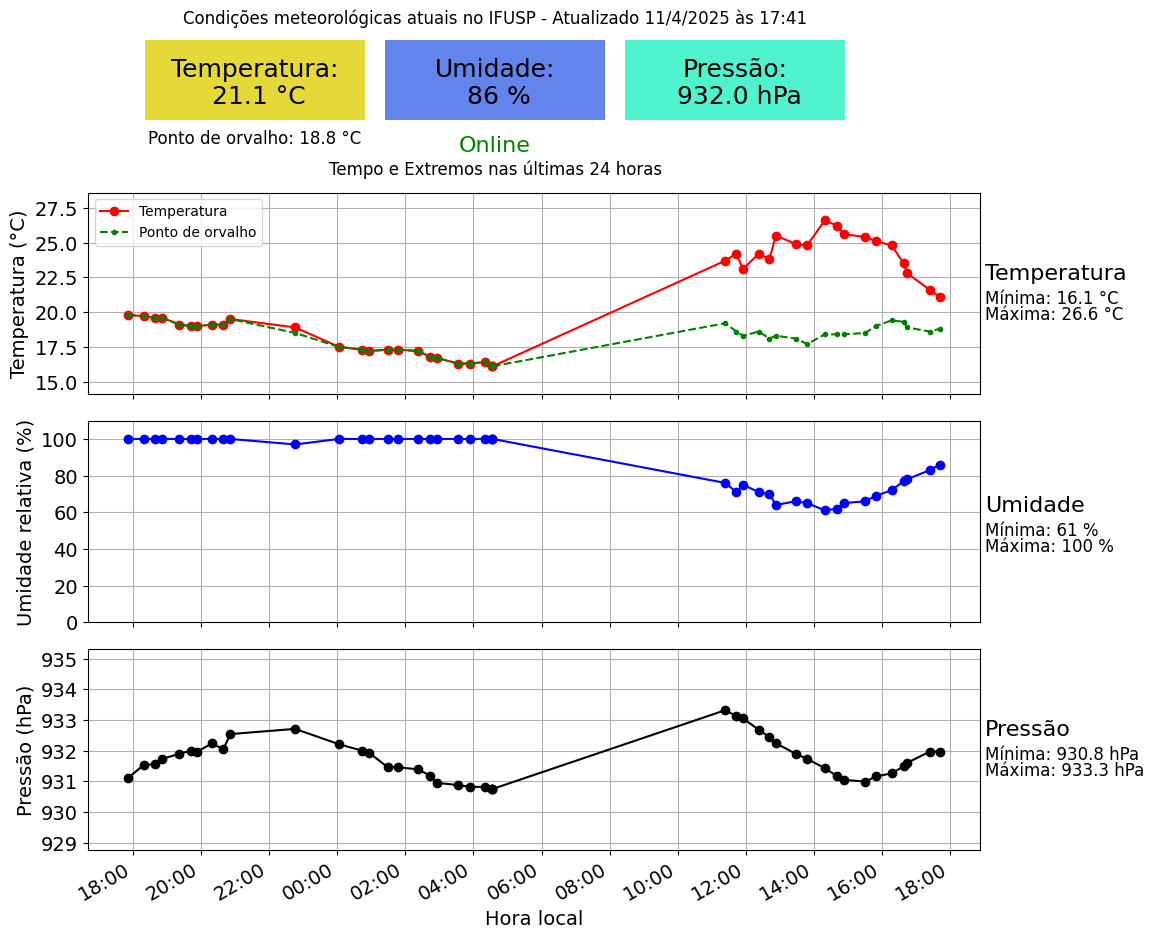 Condições meteorológicas atuais no IFUSP - Atualizado 11/4/2025 às 17:41
Temperatura:
21.1 °C
Umidade:
86 %
Pressão:
932.0 hPa
Ponto de orvalho: 18.8 °C
Online
Tempo e Extremos nas últimas 24 horas
Temperatura (°C)
27.5
25.0
22.5
20.0
17.5
15.0
Temperatura
Ponto de orvalho
Temperatura
Mínima: 16.1 °C
Máxima: 26.6 °C
Umidade relativa (%)
100
80
60
40
20
0
Umidade
Mínima: 61 %
Máxima: 100 %
Pressão (hPa)
935
934
933
932
931
930
929
Pressão
Mínima: 930.8 hPa
Máxima: 933.3 hPa
18:00 20:00 22:00 00:00 02:00 04:00 06:00 08:00 10:00 12:00 14:00 16:00 18:00
Hora local